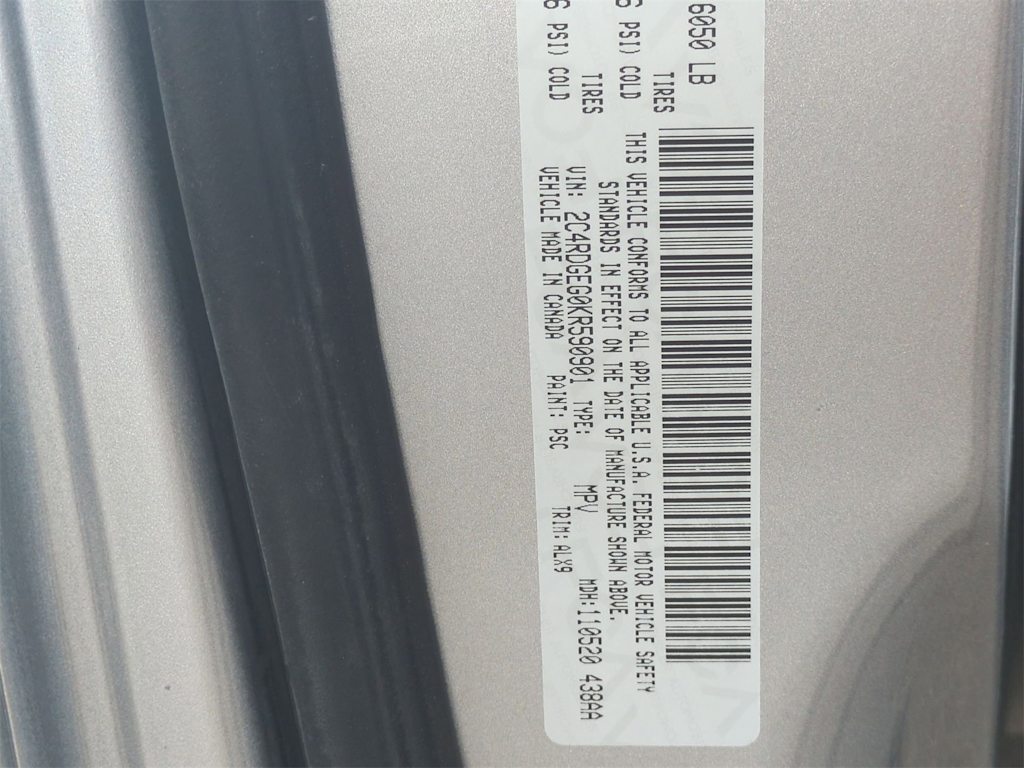 6050 LB
TIRES
6 PSI) COLD
TIRES
6 PSI) COLD
THIS VEHICLE CONFORMS TO ALL APPLICABLE U.S.A. FEDERAL MOTOR VEHICLE SAFETY
STANDARDS IN EFFECT ON THE DATE OF MANUFACTURE SHOWN ABOVE.
VIN: 2C4RDGEG0KR590901 TYPE: MPV MDH:110520 438AA
VEHICLE MADE IN CANADA PAINT: PSC TRIM:ALX9